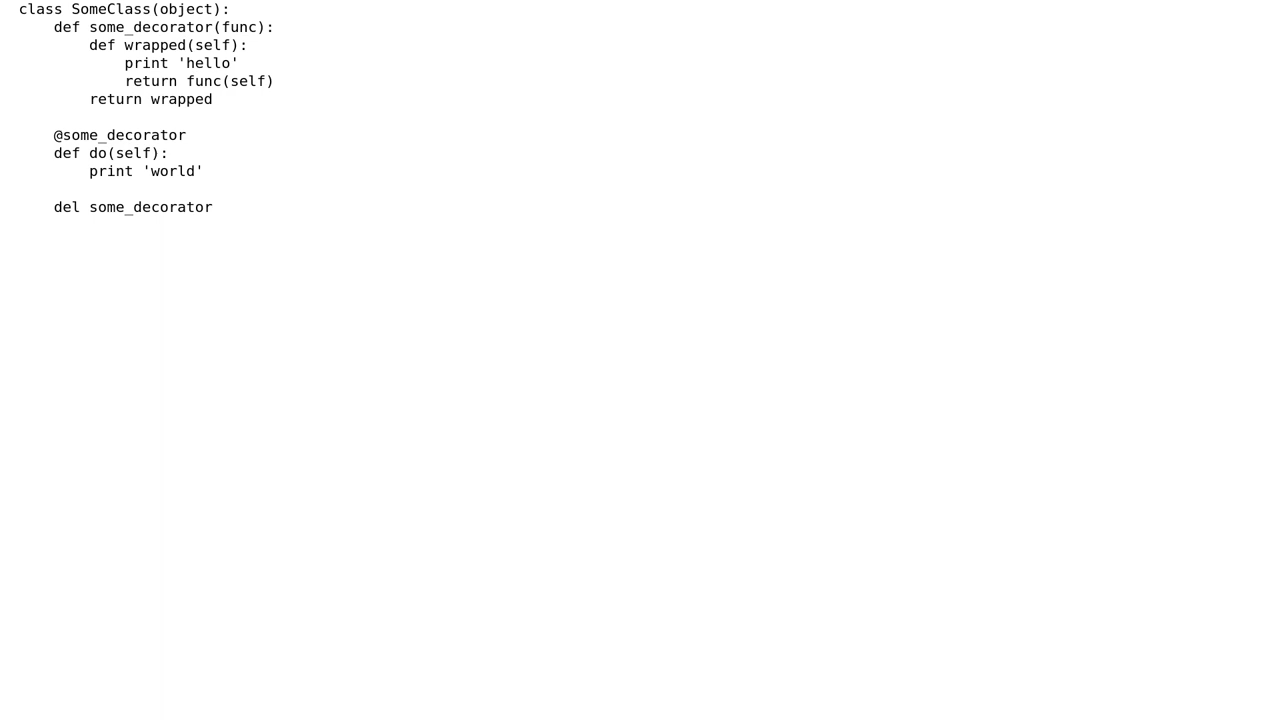 class SomeClass(object):
    def some_decorator(func):
        def wrapped(self):
            print 'hello'
            return func(self)
        return wrapped

    @some_decorator
    def do(self):
        print 'world'

    del some_decorator